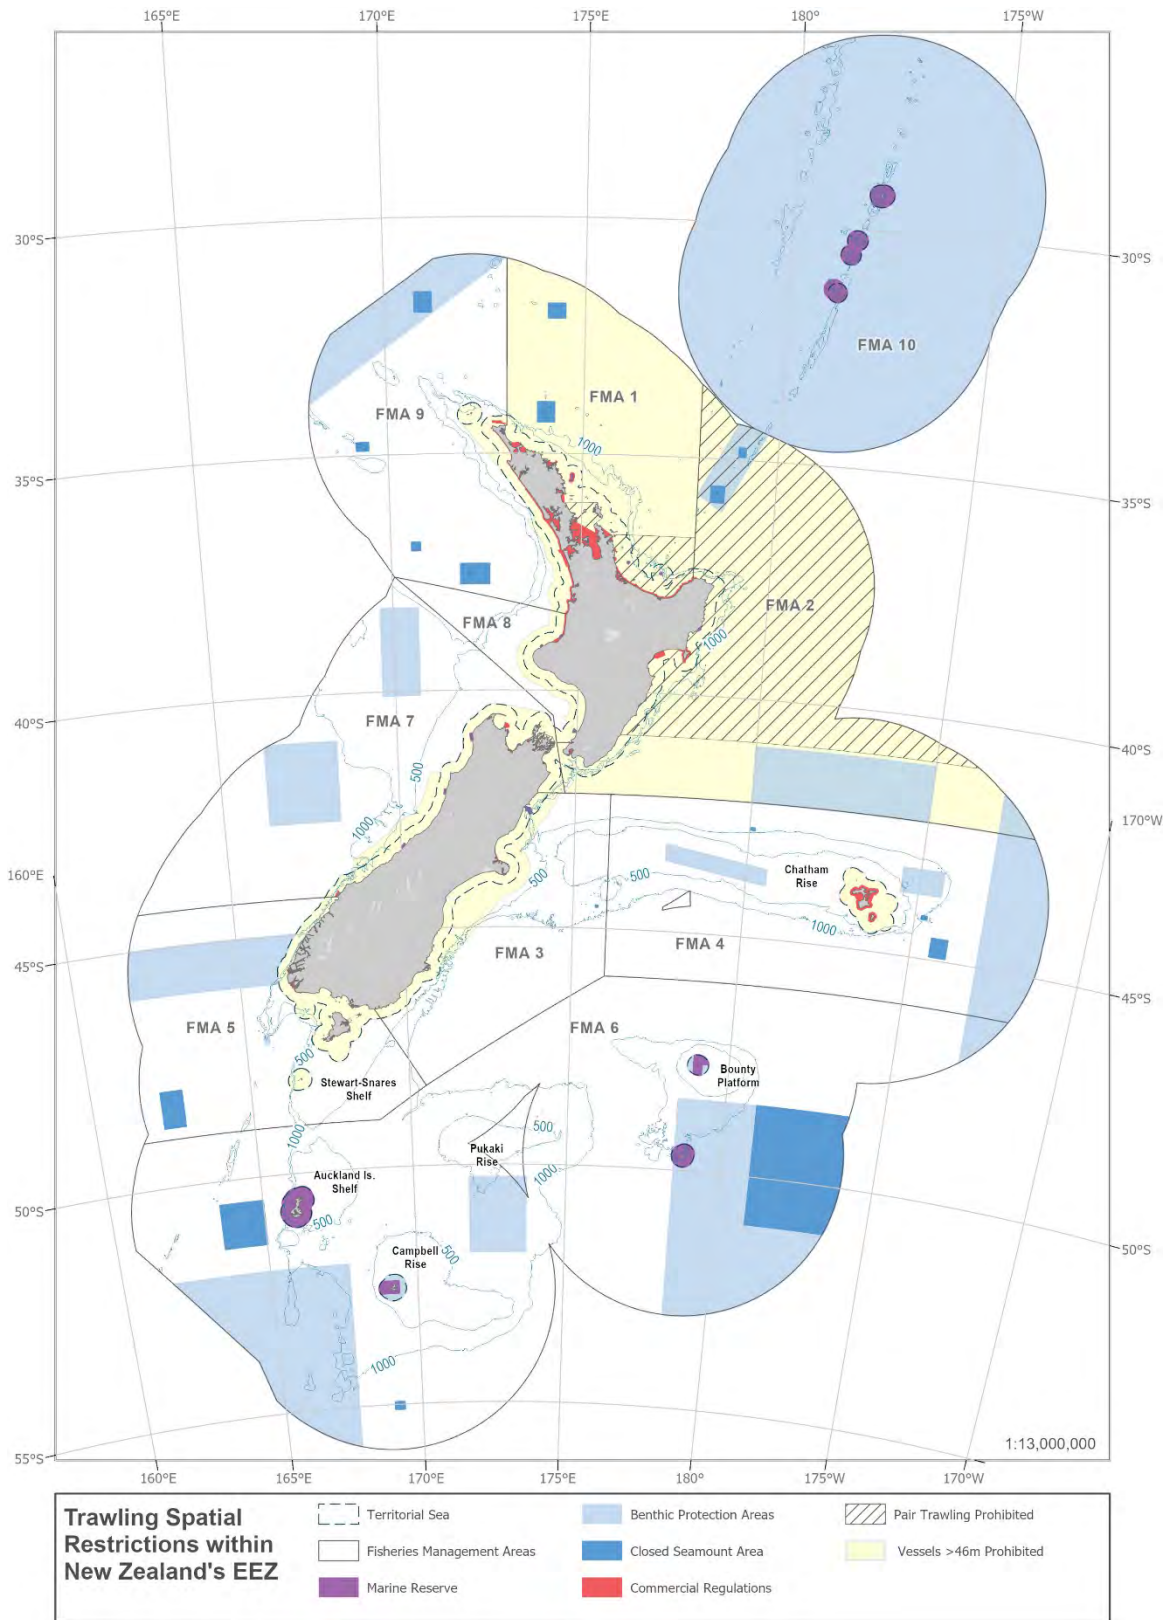 165°E 170°E 175°E 180° 175°W
30°S
30°S
FMA 10
FMA 1
FMA 9
1000
35°S
35°S
FMA 2
FMA 8
1000
FMA 7
40°S
40°S
500
1000
170°W
160°E
Chatham
Rise
500
500
1000
FMA 4
FMA 3
45°S
45°S
FMA 5
FMA 6
500
Stewart-Snares
Shelf
Bounty
Platform
1000
500
Pukaki
Rise
1000
Auckland Is.
Shelf
500
50°S
50°S
Campbell
Rise
500
1000
55°S
1:13,000,000
160°E 165°E 170°E 175°E 180° 175°W 170°W
Trawling Spatial
Restrictions within
New Zealand's EEZ
Territorial Sea
Fisheries Management Areas
Marine Reserve
Benthic Protection Areas
Closed Seamount Area
Commercial Regulations
Pair Trawling Prohibited
Vessels >46m Prohibited